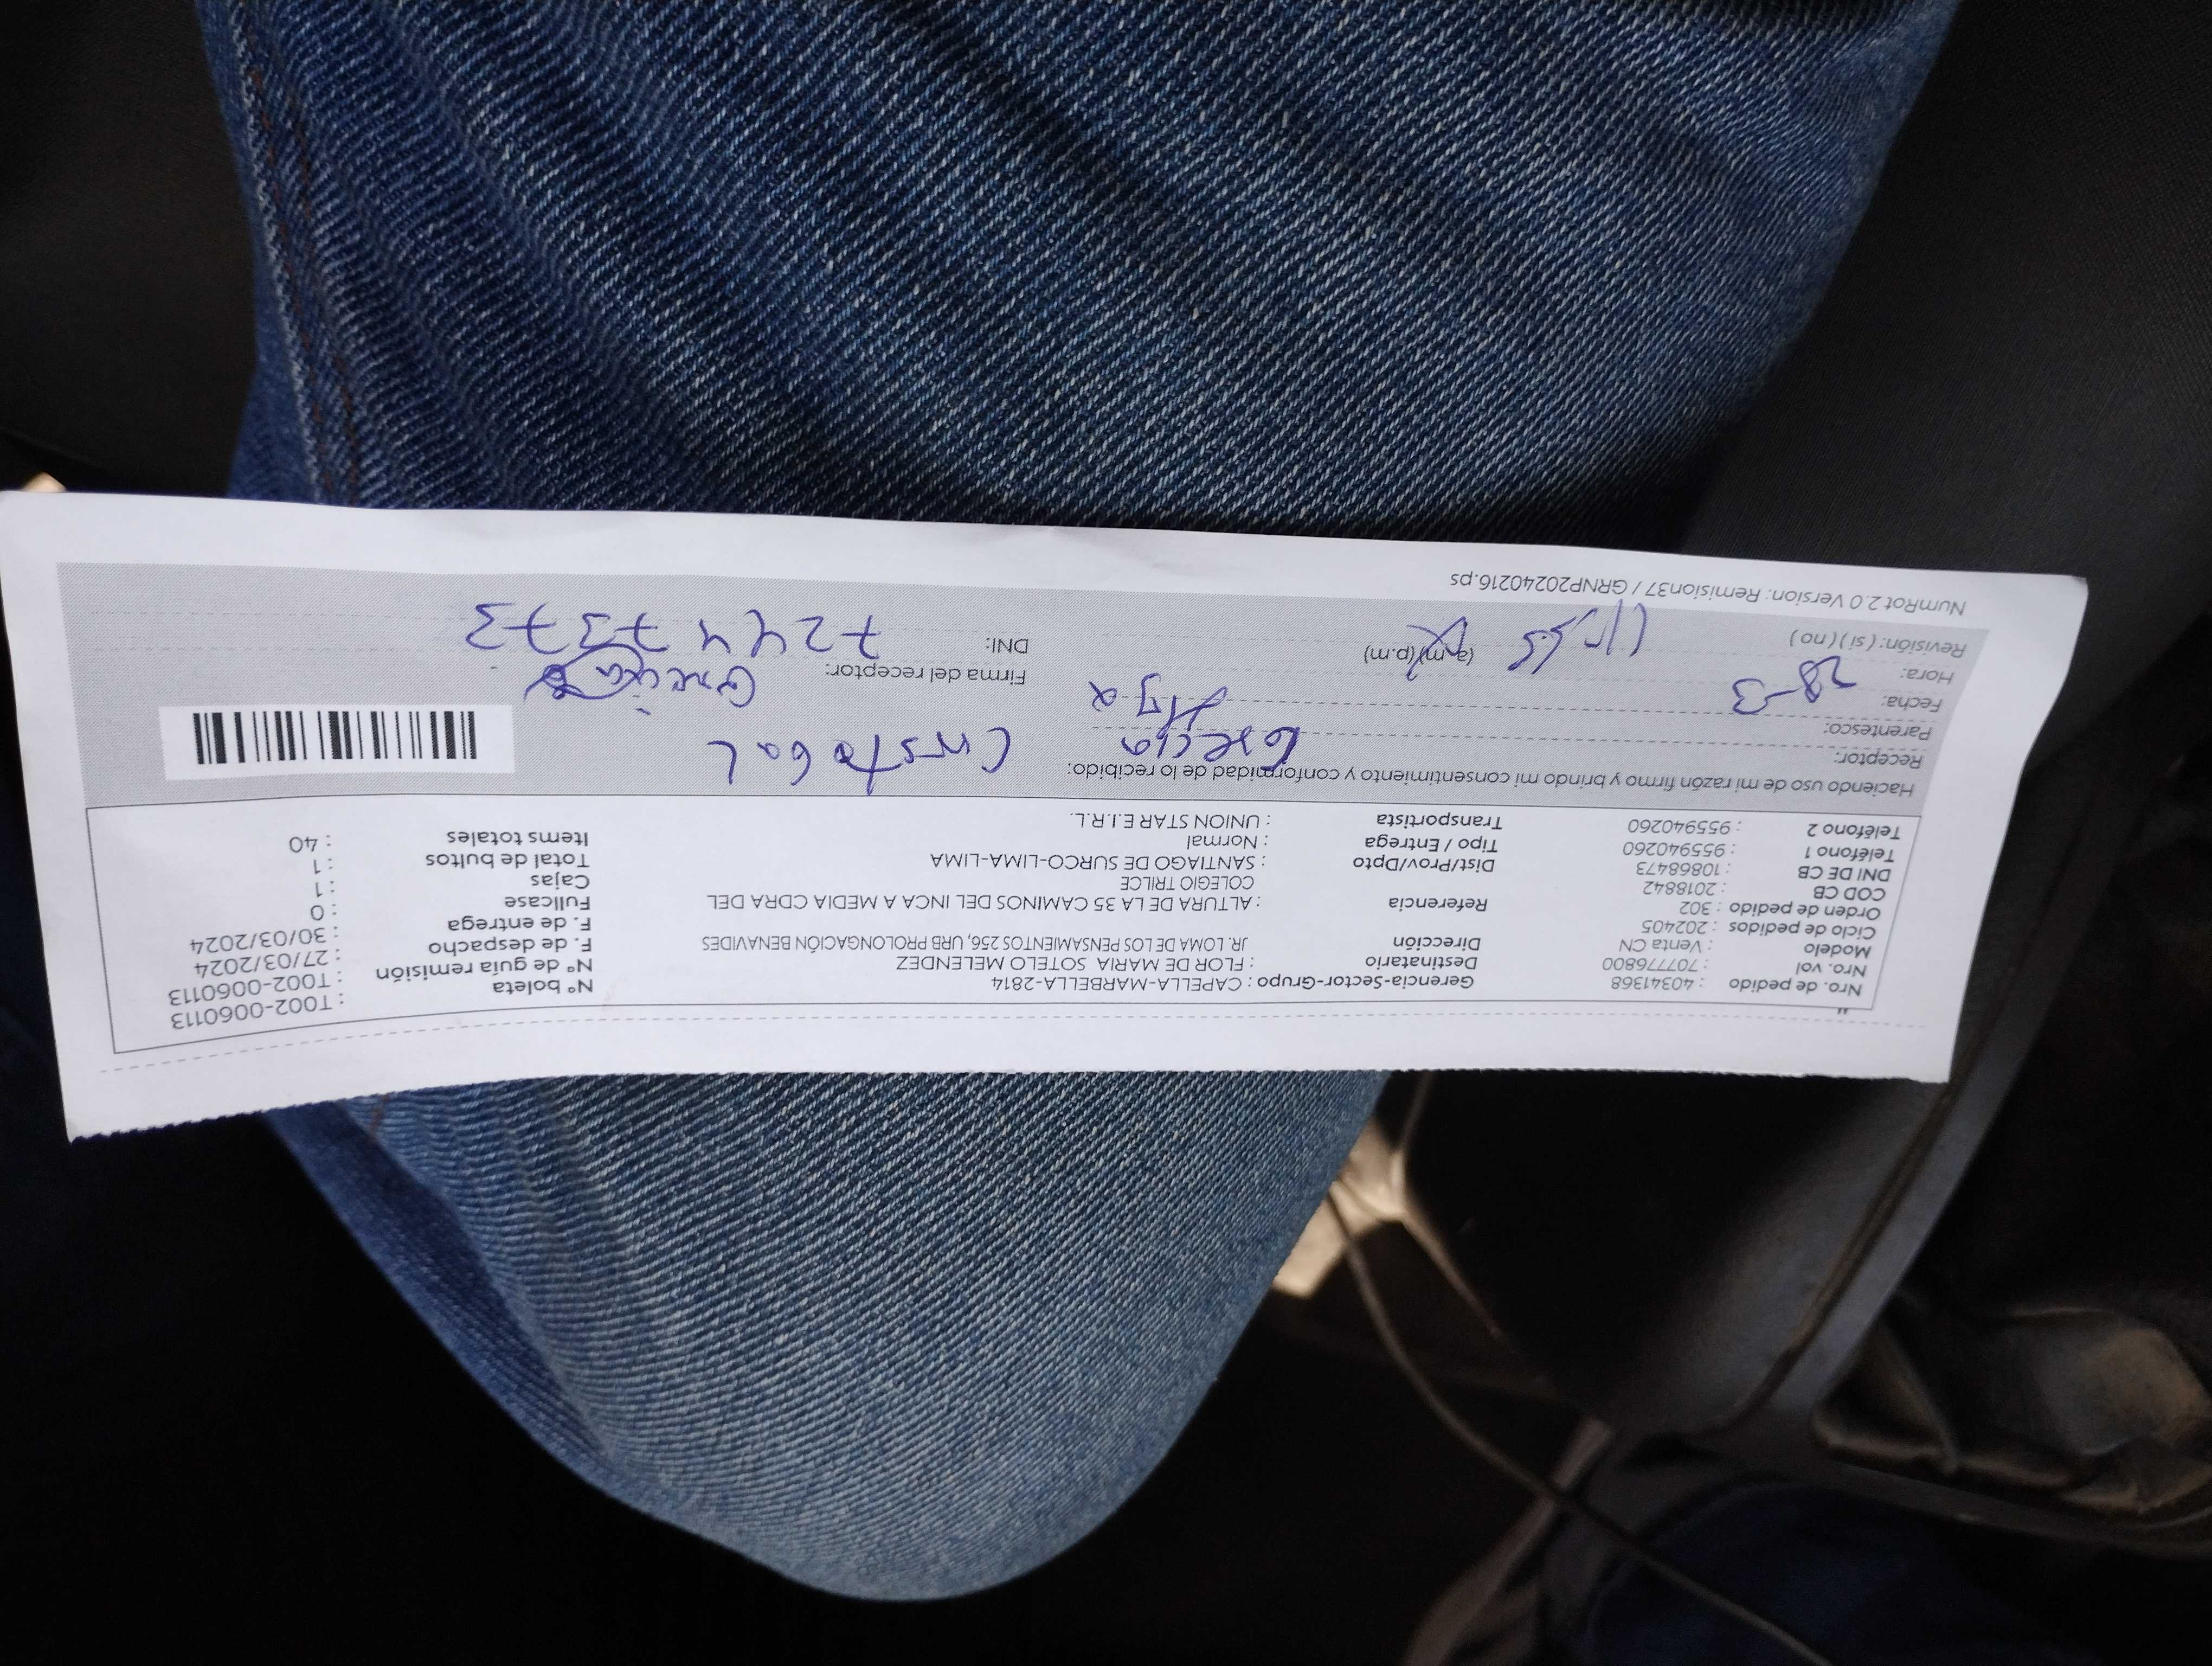 Nro. de pedido : 40341368 Gerencia-Sector-Grupo : CAPELLA-MARBELLA-2814 N° boleta : T002-0060113
Nro. vol : 707776800 Destinatario : FLOR DE MARIA SOTELO MELENDEZ N° de guía remisión : T002-0060113
Modelo : Venta CN Dirección JR. LOMA DE LOS PENSAMIENTOS 256, URB PROLONGACIÓN BENAVIDES F. de despacho : 27/03/2024
Ciclo de pedidos : 202405 F. de entrega : 30/03/2024
Orden de pedido : 302 Referencia : ALTURA DE LA 35 CAMINOS DEL INCA A MEDIA CDRA DEL Fullcase : 0
COD CB : 2018842 COLEGIO TRILCE Cajas : 1
DNI DE CB : 10868473 Dist/Prov/Dpto : SANTIAGO DE SURCO-LIMA-LIMA Total de bultos : 1
Teléfono 1 : 955940260 Tipo / Entrega : Normal Items totales : 40
Teléfono 2 : 955940260 Transportista : UNION STAR E.I.R.L.
Haciendo uso de mi razón firmo y brindo mi consentimiento y conformidad de lo recibido:
Receptor: Grecia Cristobal
Parentesco: Hija
Fecha: 28-3 Firma del receptor: Grecia
Hora: (a.m) (p.m) DNI: 72447373
Revisión: ( si ) ( no )
NumRot 2.0 Version: Remision37 / GRNP20240216.ps